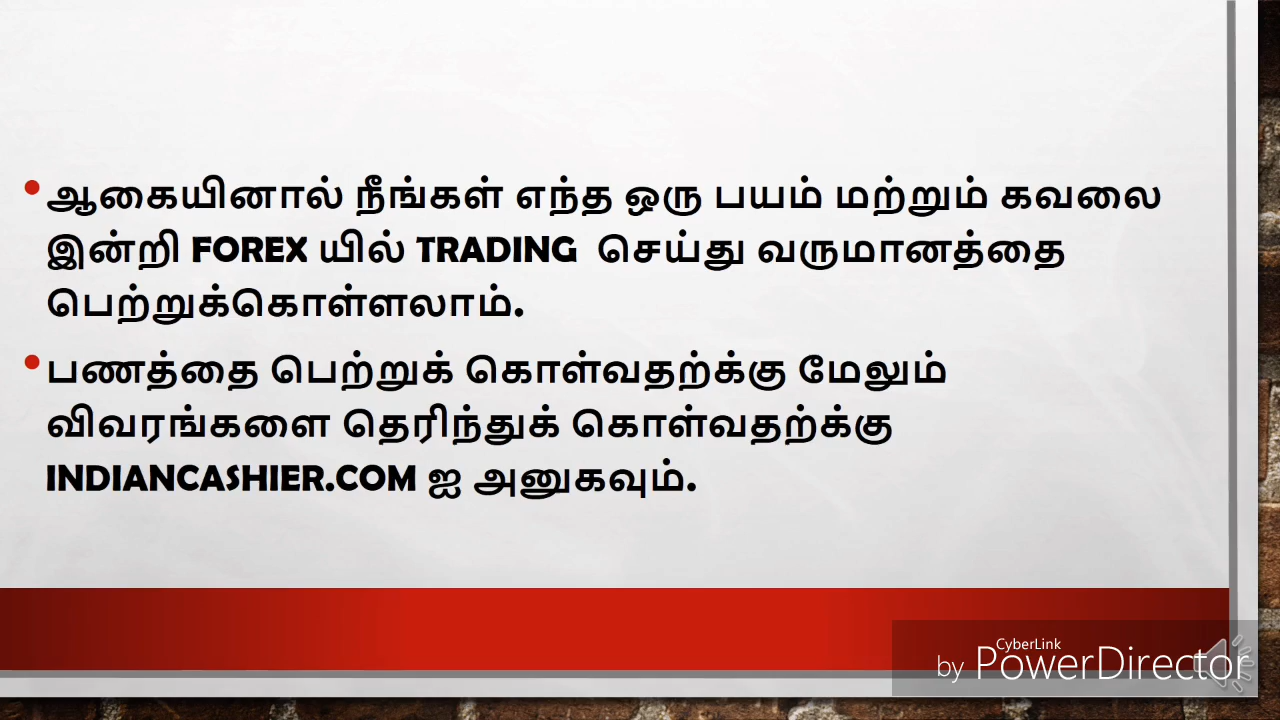 •ஆகையினால் நீங்கள் எந்த ஒரு பயம் மற்றும் கவலை
இன்றி FOREX யில் TRADING செய்து வருமானத்தை
பெற்றுக்கொள்ளலாம்.
•பணத்தை பெற்றுக் கொள்வதற்க்கு மேலும்
விவரங்களை தெரிந்துக் கொள்வதற்க்கு
INDIANCASHIER.COM ஐ அனுகவும்.
CyberLink
by PowerDirector